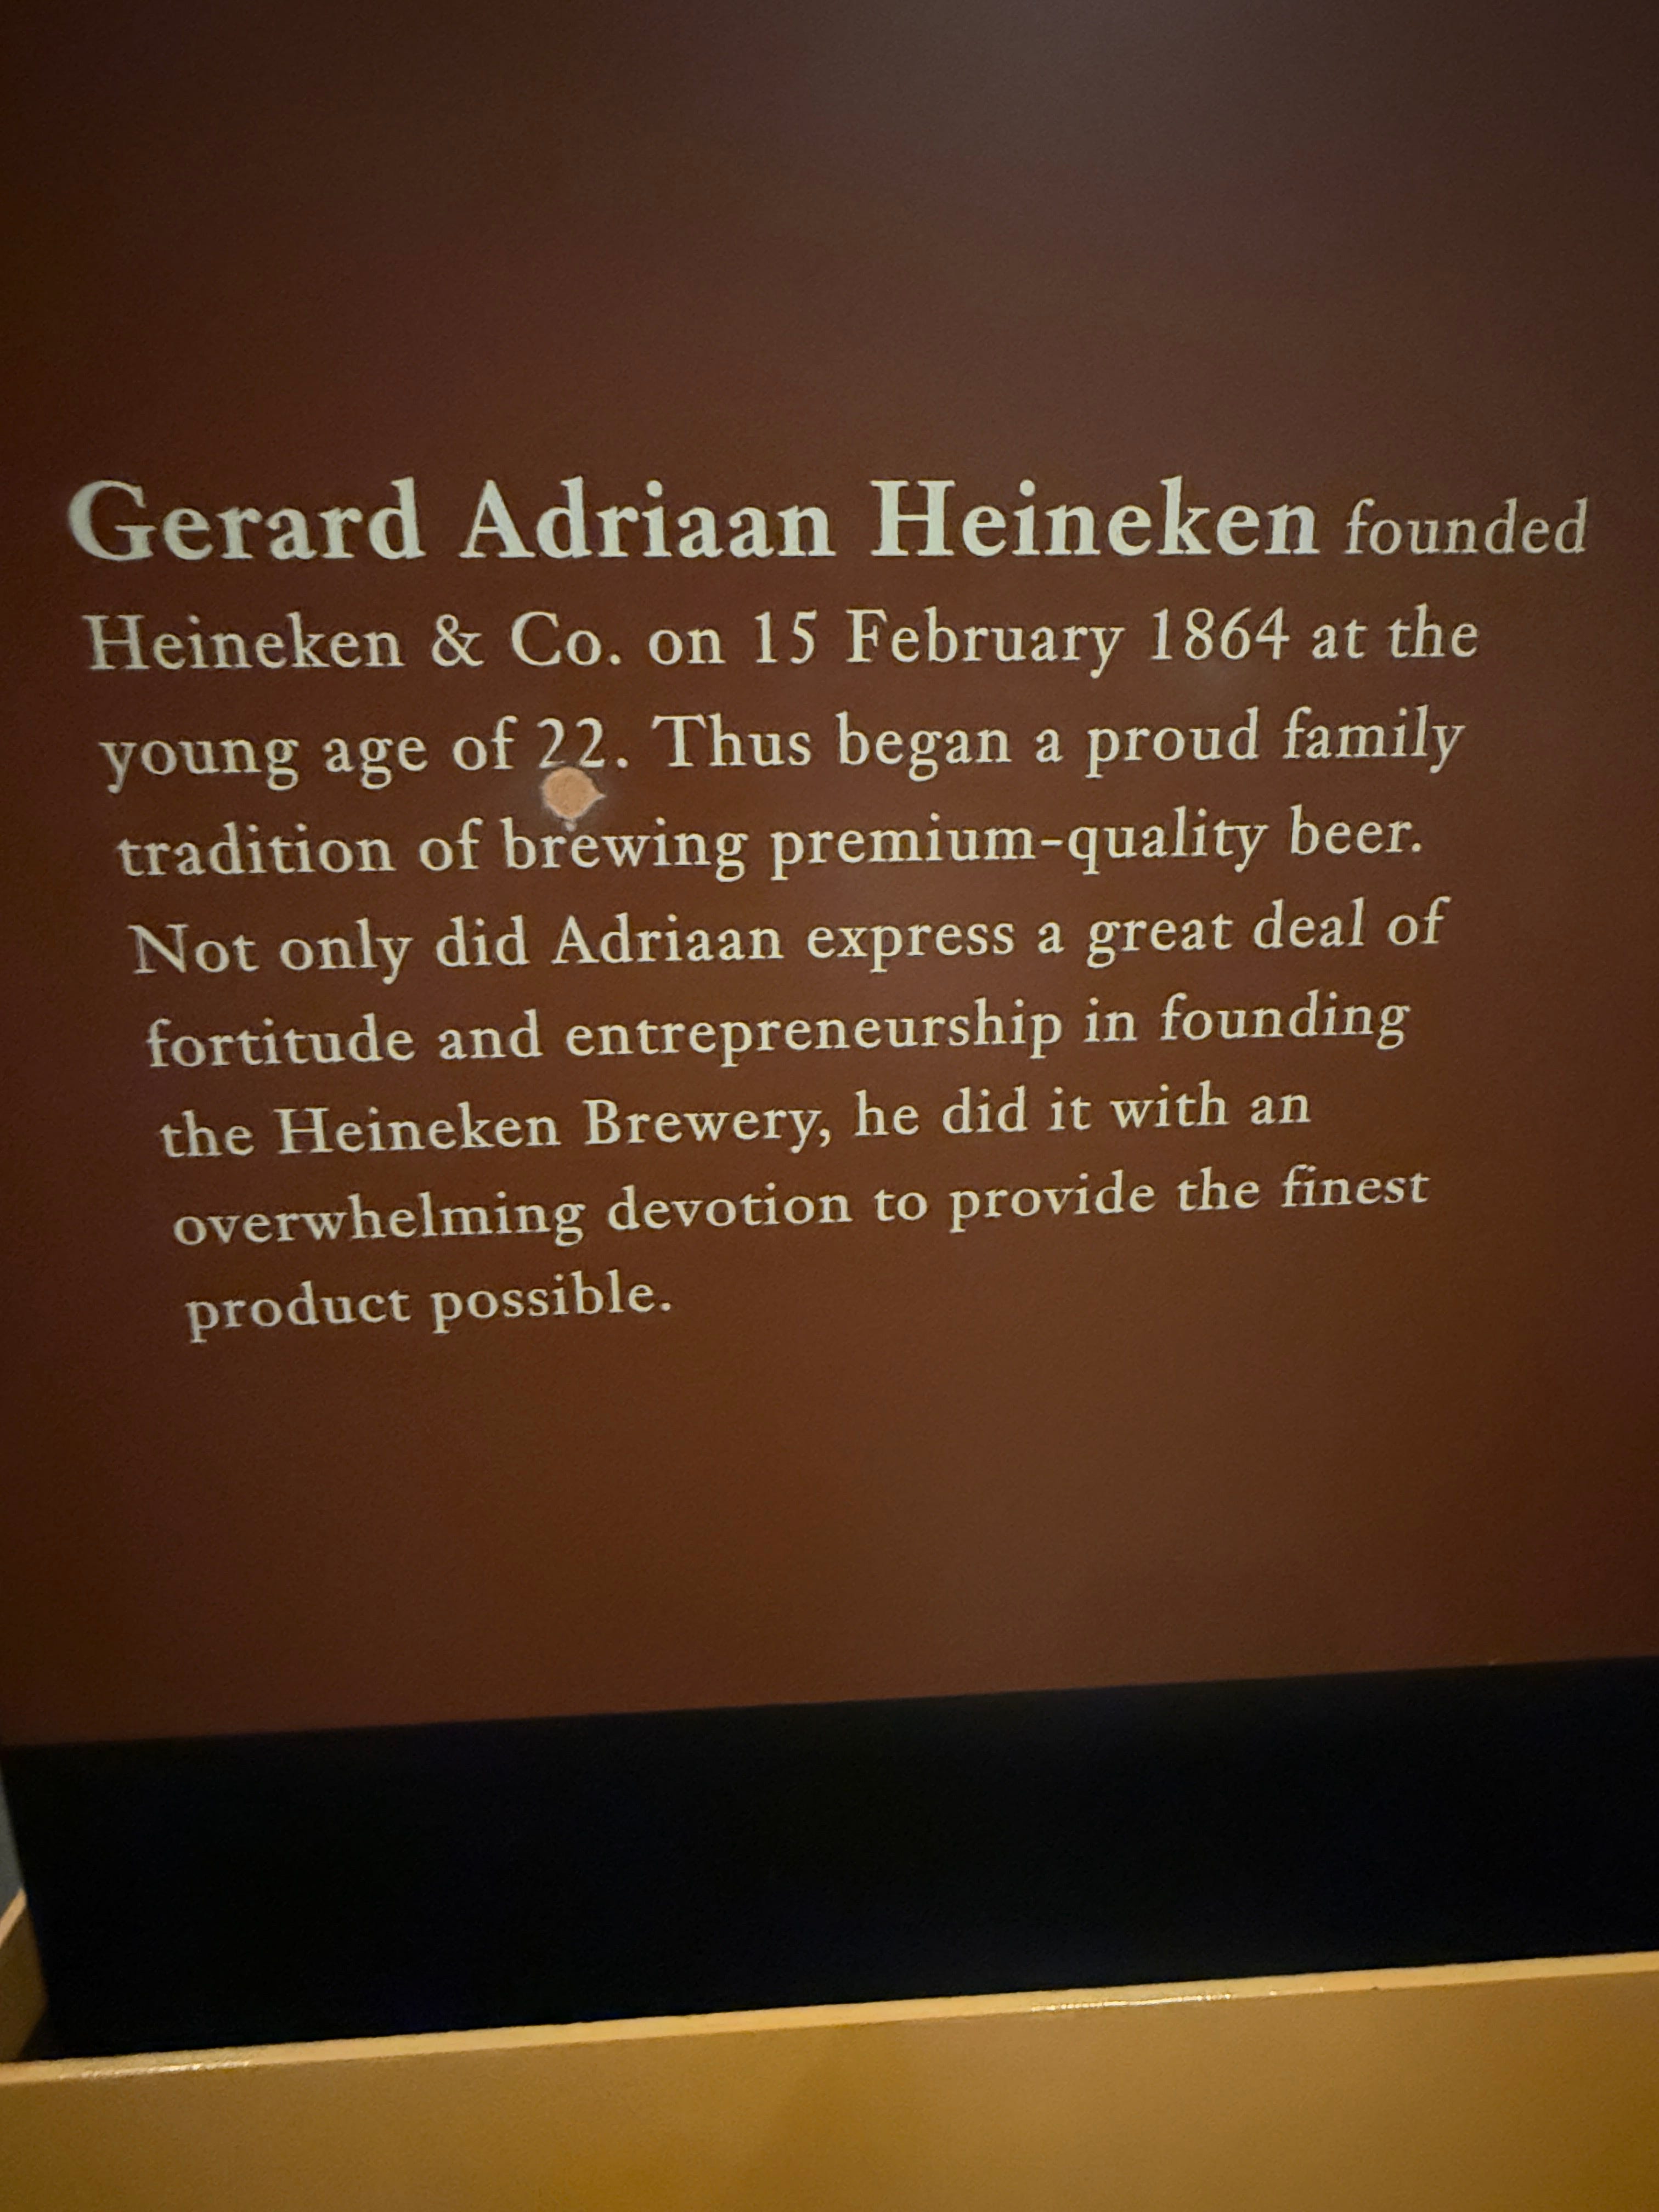 Gerard Adriaan Heineken founded
Heineken & Co. on 15 February 1864 at the
young age of 22. Thus began a proud family
tradition of brewing premium-quality beer.
Not only did Adriaan express a great deal of
fortitude and entrepreneurship in founding
the Heineken Brewery, he did it with an
overwhelming devotion to provide the finest
product possible.